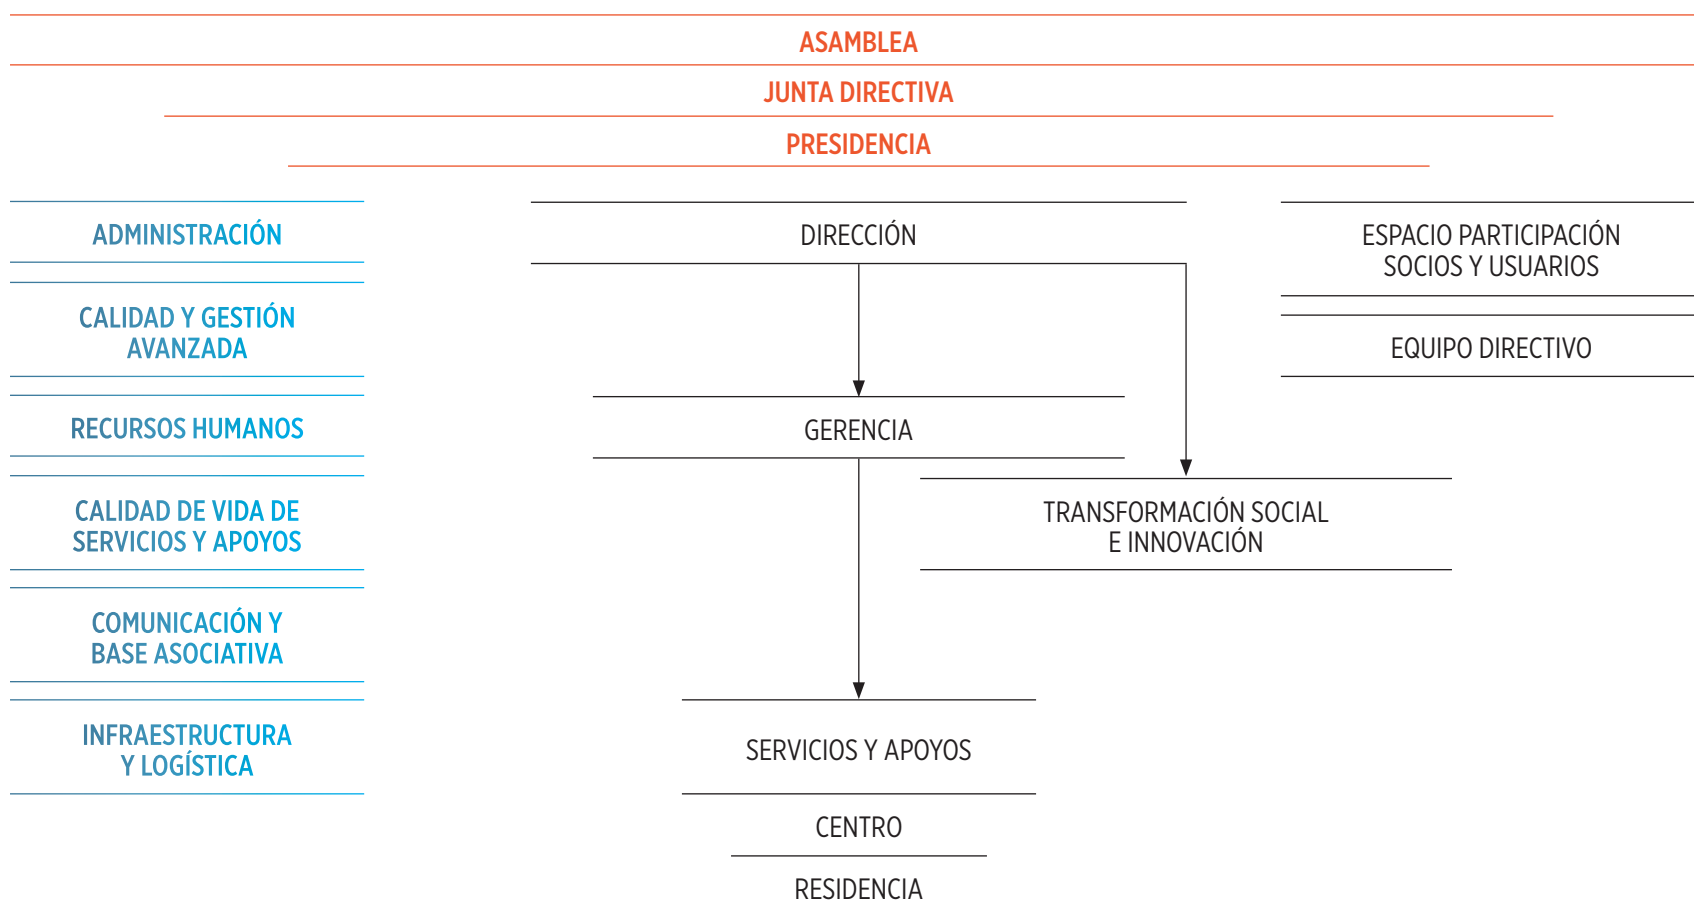 ASAMBLEA
JUNTA DIRECTIVA
PRESIDENCIA
ADMINISTRACIÓN
CALIDAD Y GESTIÓN
AVANZADA
RECURSOS HUMANOS
CALIDAD DE VIDA DE
SERVICIOS Y APOYOS
COMUNICACIÓN Y
BASE ASOCIATIVA
INFRAESTRUCTURA
Y LOGÍSTICA
DIRECCIÓN
GERENCIA
TRANSFORMACIÓN SOCIAL
E INNOVACIÓN
SERVICIOS Y APOYOS
CENTRO
RESIDENCIA
ESPACIO PARTICIPACIÓN
SOCIOS Y USUARIOS
EQUIPO DIRECTIVO